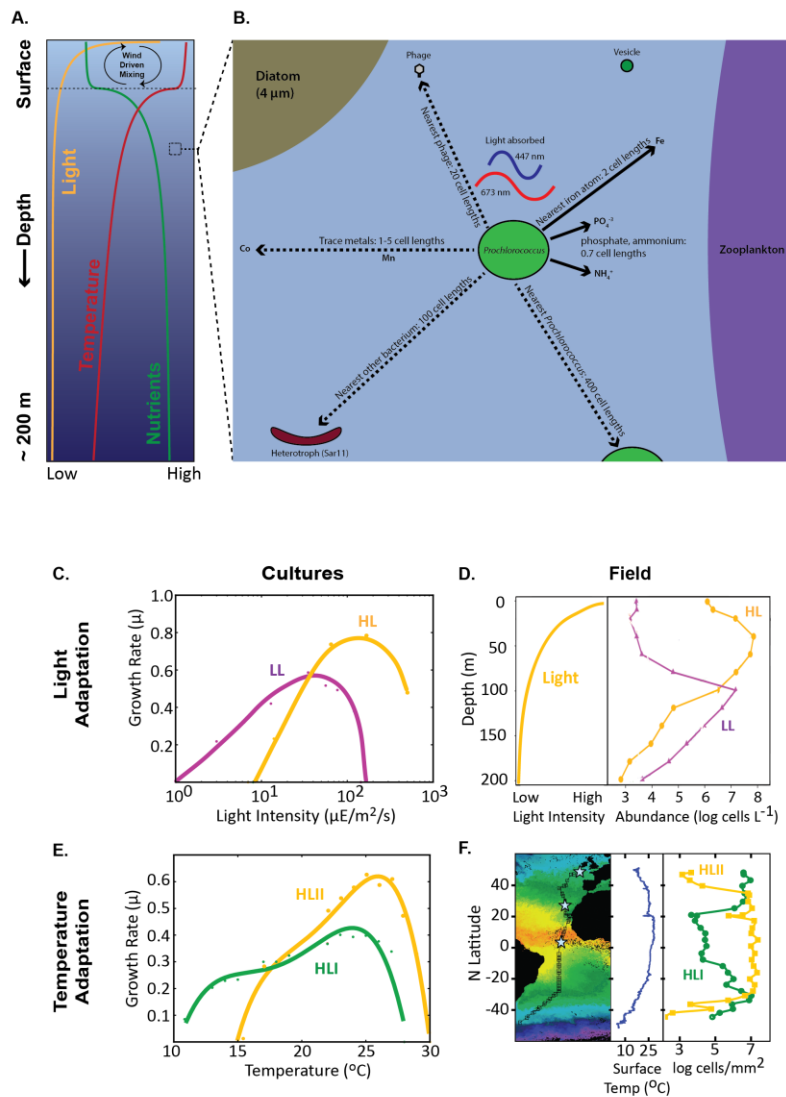 A.
B.
Surface
Depth
~ 200 m
Wind
Driven
Mixing
Light
Temperature
Nutrients
Low
High
Diatom
(4 μm)
Phage
Vesicle
Zooplankton
Nearest phage: 20 cell lengths
Light absorbed
447 nm
673 nm
Nearest iron atom: 2 cell lengths
Fe
Prochlorococcus
PO₄⁻³
phosphate, ammonium:
0.7 cell lengths
NH₄⁺
Co
Trace metals: 1-5 cell lengths
Mn
Nearest other bacterium: 100 cell lengths
Nearest Prochlorococcus: 400 cell lengths
Heterotroph (Sar11)
Cultures
Field
Light
Adaptation
C.
Growth Rate (μ)
1.0
0.8
0.6
0.4
0.2
LL
HL
10⁰
10¹
10²
10³
Light Intensity (μE/m²/s)
D.
Depth (m)
0
50
100
150
200
Light
Low
High
Light Intensity
HL
LL
3 4 5 6 7 8
Abundance (log cells L⁻¹)
Temperature
Adaptation
E.
Growth Rate (μ)
0.6
0.5
0.4
0.3
0.2
0.1
HLII
HLI
10 15 20 25 30
Temperature (°C)
F.
N Latitude
40
20
0
-20
-40
10 25
Surface
Temp (°C)
HLII
HLI
3 5 7
log cells/mm²